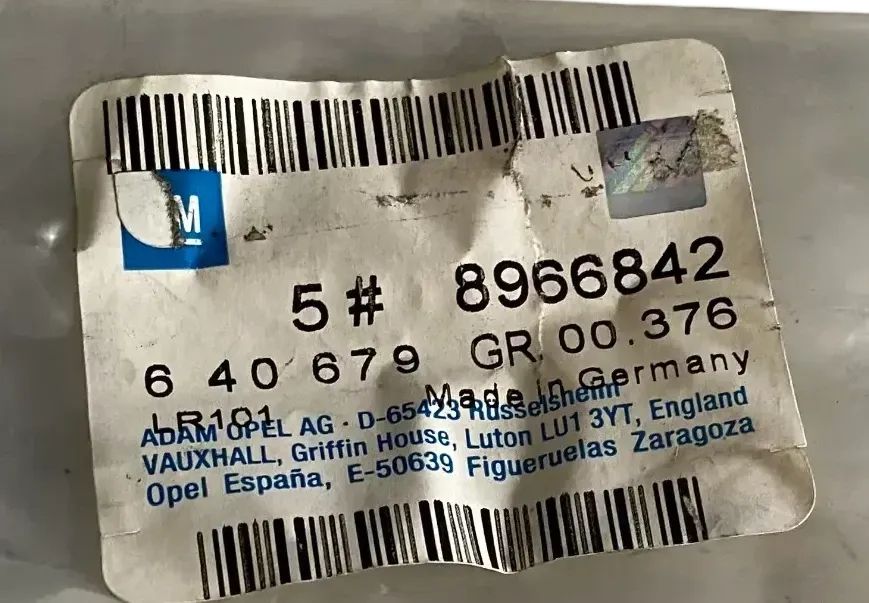 M
5# 8966842
6 40 679 GR. 00.376
Made in Germany
LR101
ADAM OPEL AG · D-65423 Rüsselsheim
VAUXHALL, Griffin House, Luton LU1 3YT, England
Opel España, E-50639 Figueruelas Zaragoza